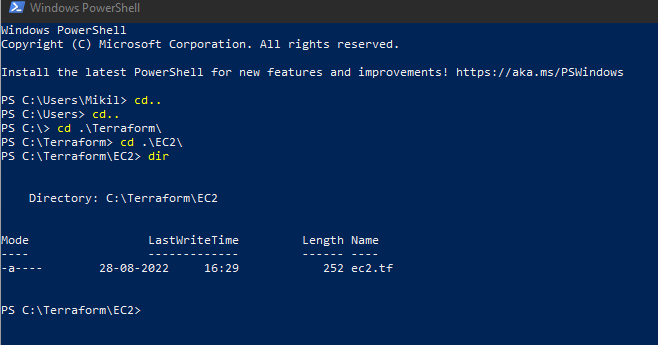 Windows PowerShell
Windows PowerShell
Copyright (C) Microsoft Corporation. All rights reserved.
Install the latest PowerShell for new features and improvements! https://aka.ms/PSWindows
PS C:\Users\Mikil> cd..
PS C:\Users> cd..
PS C:\> cd .\Terraform\
PS C:\Terraform> cd .\EC2\
PS C:\Terraform\EC2> dir
Directory: C:\Terraform\EC2
Mode LastWriteTime Length Name
---- ------------- ------ ----
-a---- 28-08-2022 16:29 252 ec2.tf
PS C:\Terraform\EC2>